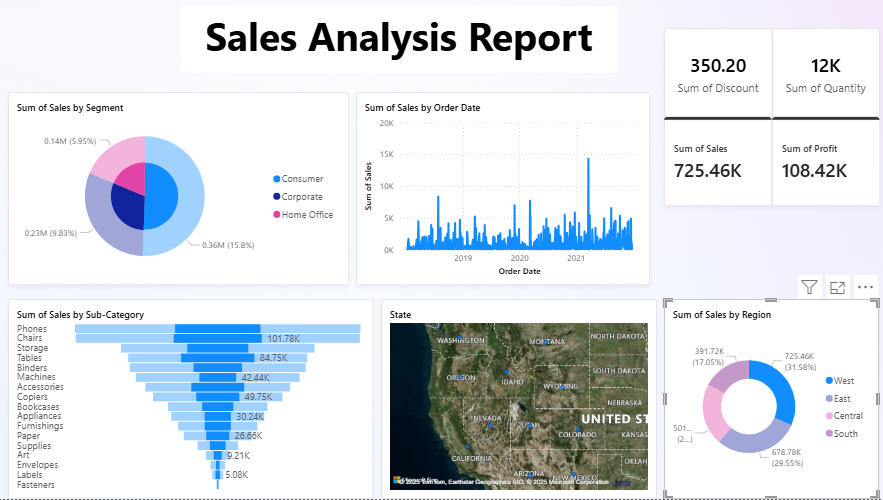 Sales Analysis Report
350.20
Sum of Discount
12K
Sum of Quantity
Sum of Sales
725.46K
Sum of Profit
108.42K
Sum of Sales by Segment
0.14M (5.95%)
0.23M (9.83%)
0.36M (15.8%)
Consumer
Corporate
Home Office
Sum of Sales by Order Date
Sum of Sales
20K
15K
10K
5K
0K
2019
2020
2021
Order Date
Sum of Sales by Sub-Category
Phones
Chairs 101.78K
Storage
Tables 84.75K
Binders
Machines 42.44K
Accessories
Copiers 49.75K
Bookcases
Appliances 30.24K
Furnishings
Paper 26.66K
Supplies
Art 9.21K
Envelopes
Labels 5.08K
Fasteners
State
WASHINGTON
MONTANA
NORTH DAKOTA
OREGON
IDAHO
SOUTH DAKOTA
WYOMING
NEBRASKA
NEVADA
UTAH
UNITED ST
COLORADO
KANSAS
CALIFORNIA
OKLAH
ARIZONA
NEW MEXICO
© 2025 TomTom, Earthstar Geographics SIO, © 2025 Microsoft Corporation
Sum of Sales by Region
391.72K
(17.05%)
725.46K
(31.58%)
501...
(2...)
678.78K
(29.55%)
West
East
Central
South